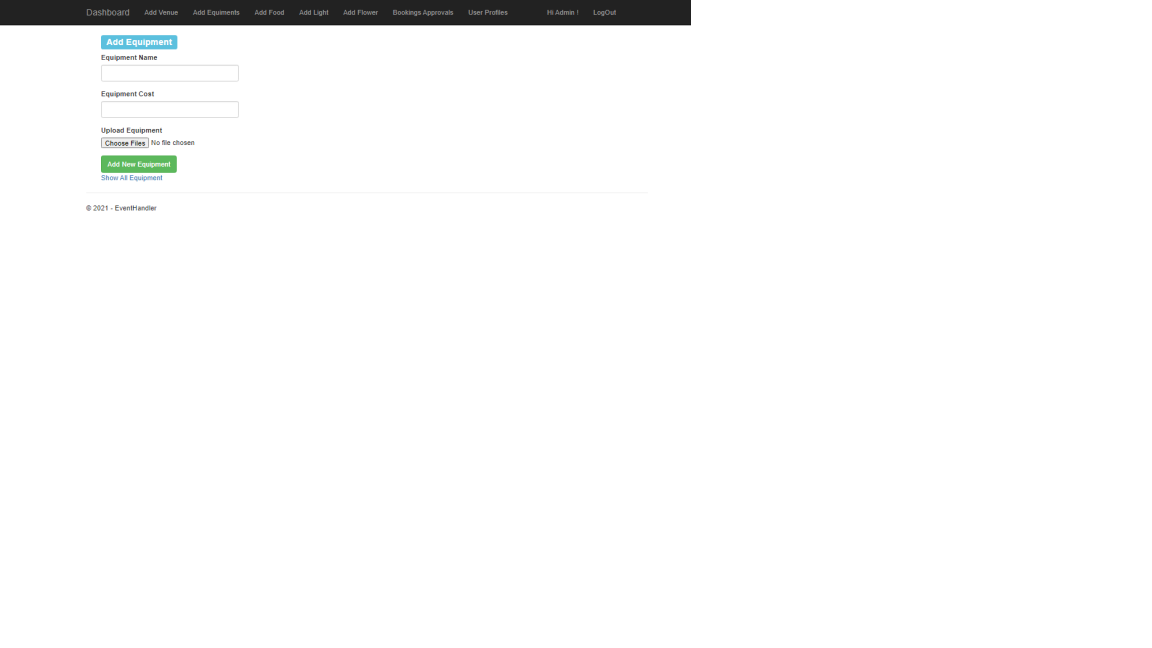 Dashboard Add Venue Add Equiments Add Food Add Light Add Flower Bookings Approvals User Profiles Hi Admin ! LogOut
Add Equipment
Equipment Name
Equipment Cost
Upload Equipment
Choose Files No file chosen
Add New Equipment
Show All Equipment
© 2021 - EventHandler